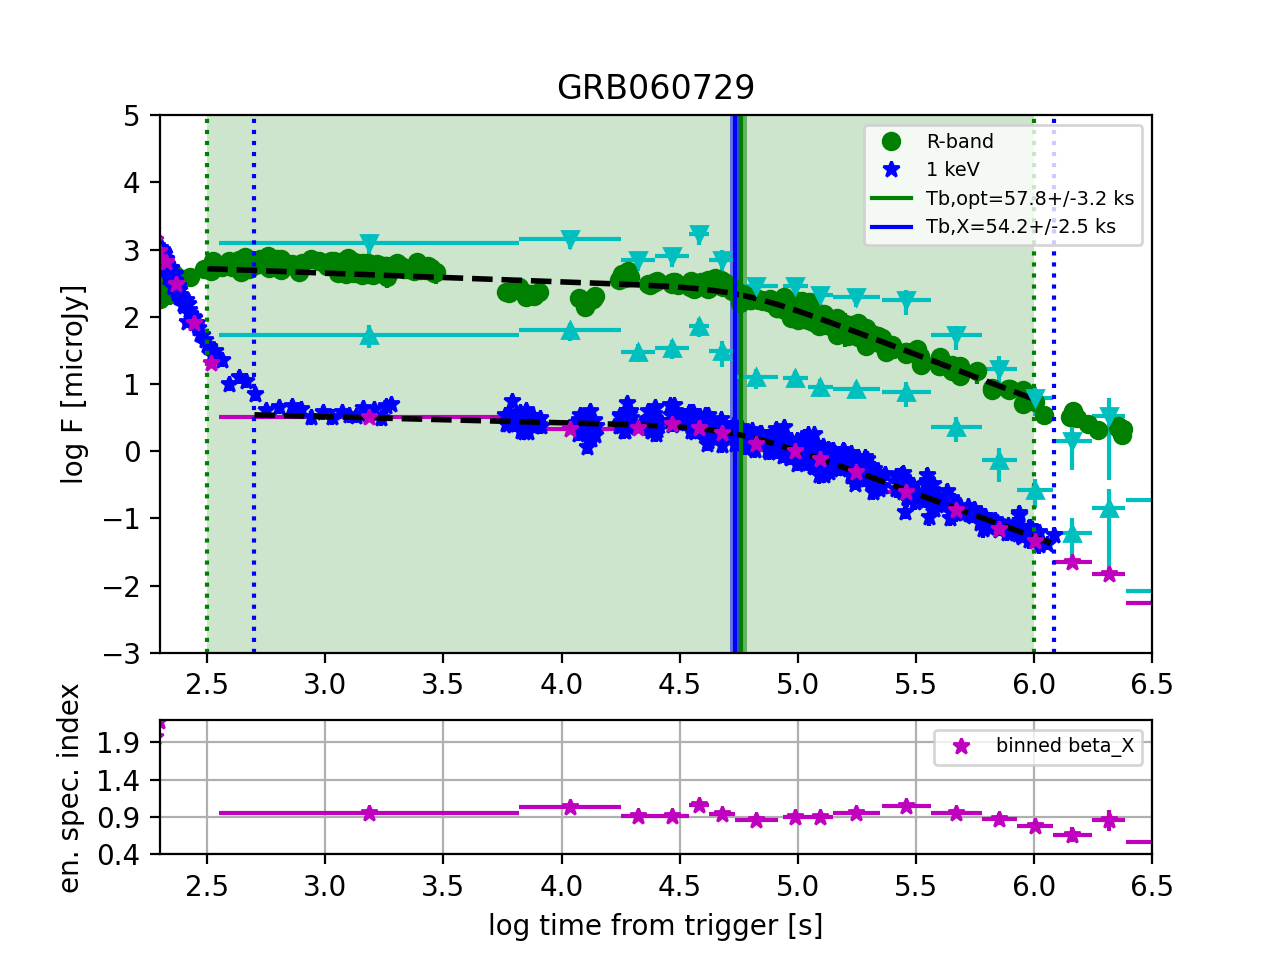 GRB060729
log F [microJy]
5
4
3
2
1
0
−1
−2
−3
R-band
1 keV
Tb,opt=57.8+/-3.2 ks
Tb,X=54.2+/-2.5 ks
2.5 3.0 3.5 4.0 4.5 5.0 5.5 6.0 6.5
en. spec. index
1.9
1.4
0.9
0.4
binned beta_X
2.5 3.0 3.5 4.0 4.5 5.0 5.5 6.0 6.5
log time from trigger [s]